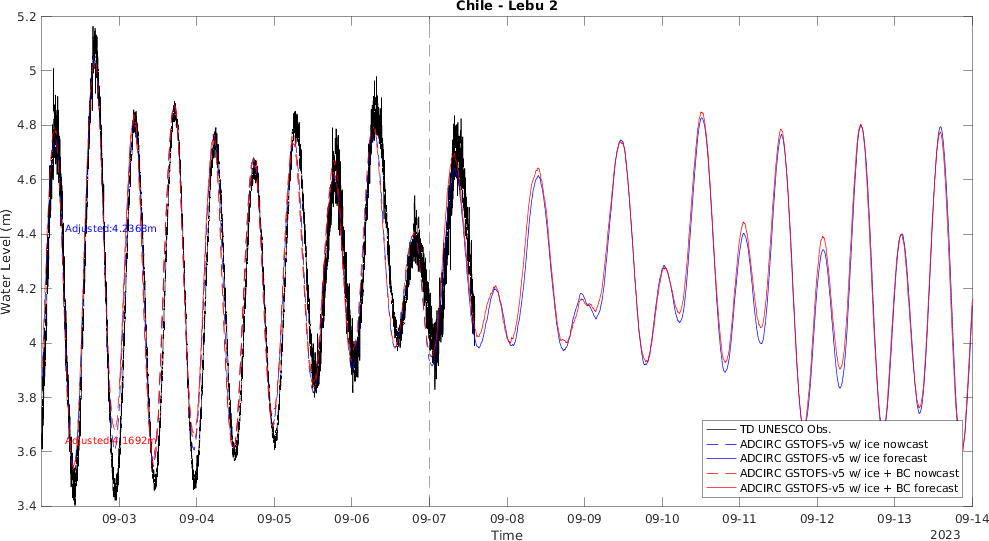 Chile - Lebu 2
5.2
5
4.8
4.6
4.4
4.2
4
3.8
3.6
3.4
Water Level (m)
Adjusted:4.2368m
Adjusted:4.1692m
TD UNESCO Obs.
ADCIRC GSTOFS-v5 w/ ice nowcast
ADCIRC GSTOFS-v5 w/ ice forecast
ADCIRC GSTOFS-v5 w/ ice + BC nowcast
ADCIRC GSTOFS-v5 w/ ice + BC forecast
09-03 09-04 09-05 09-06 09-07 09-08 09-09 09-10 09-11 09-12 09-13 09-14
Time
2023